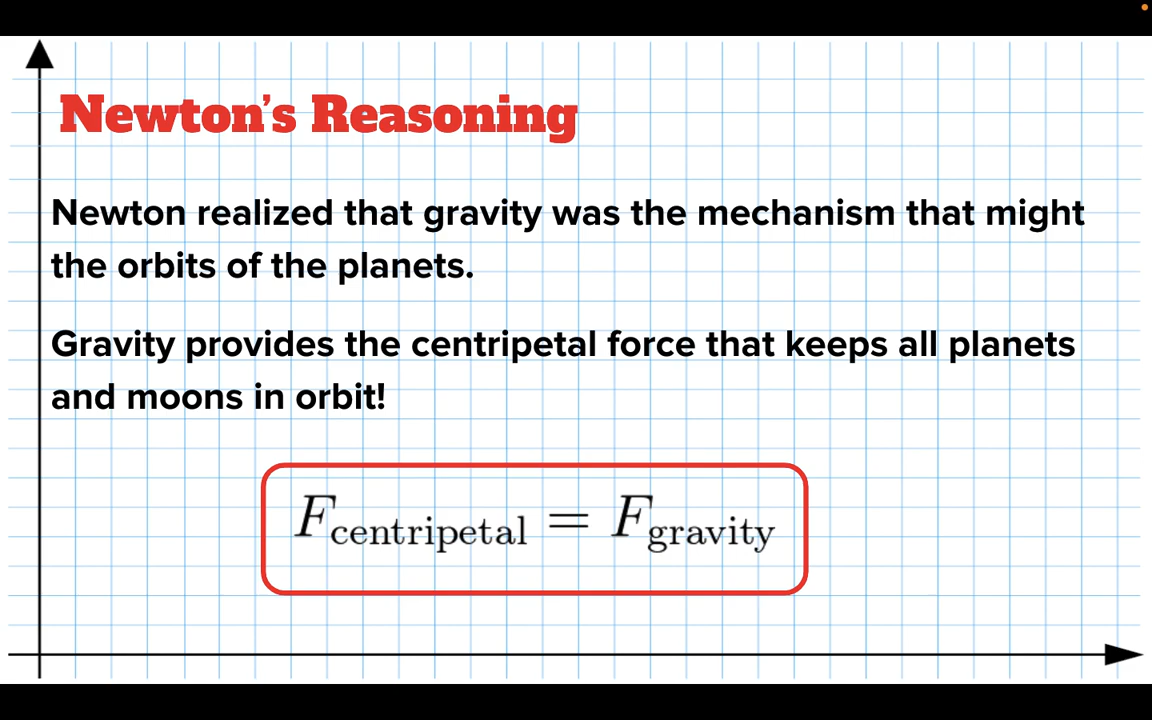 Newton's Reasoning
Newton realized that gravity was the mechanism that might
the orbits of the planets.
Gravity provides the centripetal force that keeps all planets
and moons in orbit!
F_centripetal = F_gravity